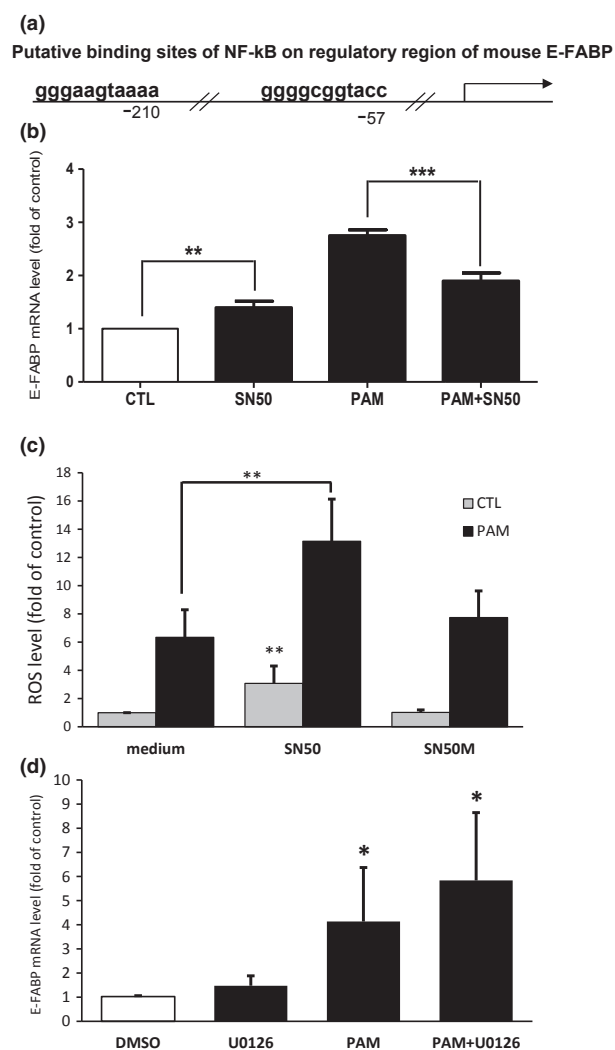 (a)
Putative binding sites of NF-kB on regulatory region of mouse E-FABP
gggaagtaaaa
ggggcggtacc
−210
−57
(b)
E-FABP mRNA level (fold of control)
4
3
2
1
0
**
***
CTL
SN50
PAM
PAM+SN50
(c)
ROS level (fold of control)
18
16
14
12
10
8
6
4
2
0
**
**
CTL
PAM
medium
SN50
SN50M
(d)
E-FABP mRNA level (fold of control)
10
9
8
7
6
5
4
3
2
1
0
*
*
DMSO
U0126
PAM
PAM+U0126